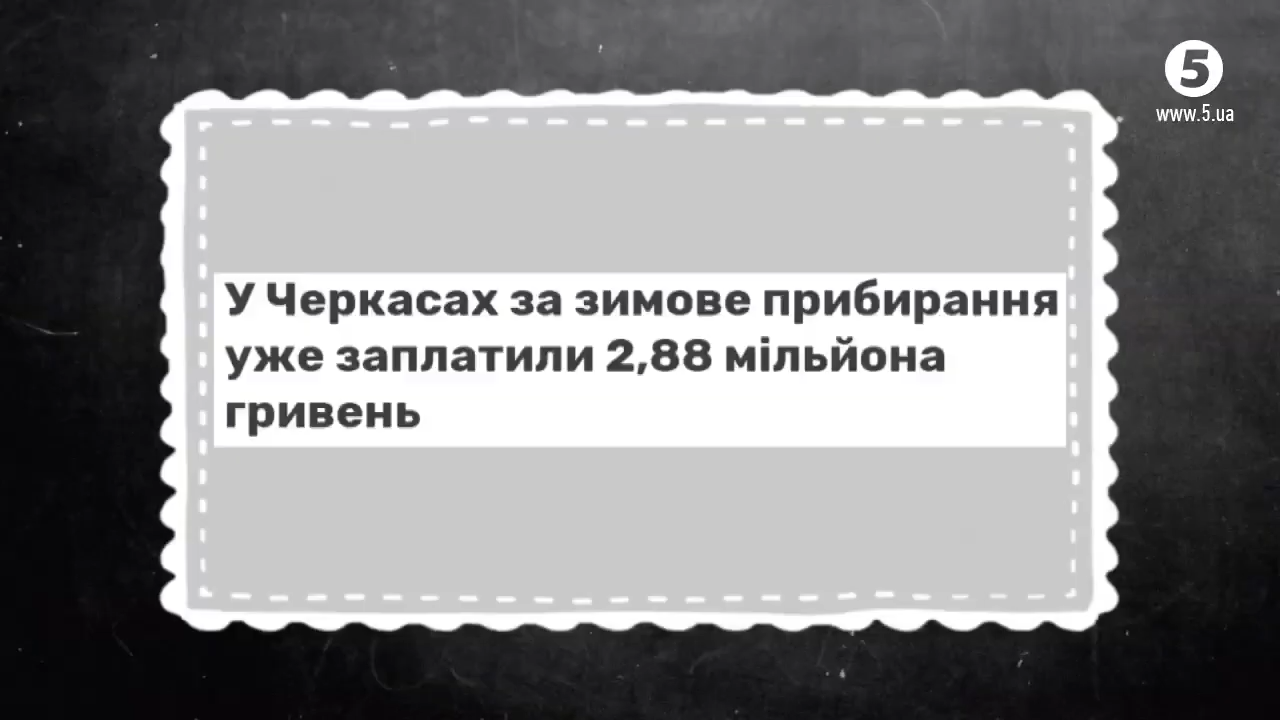 5
www.5.ua
У Черкасах за зимове прибирання
уже заплатили 2,88 мільйона
гривень